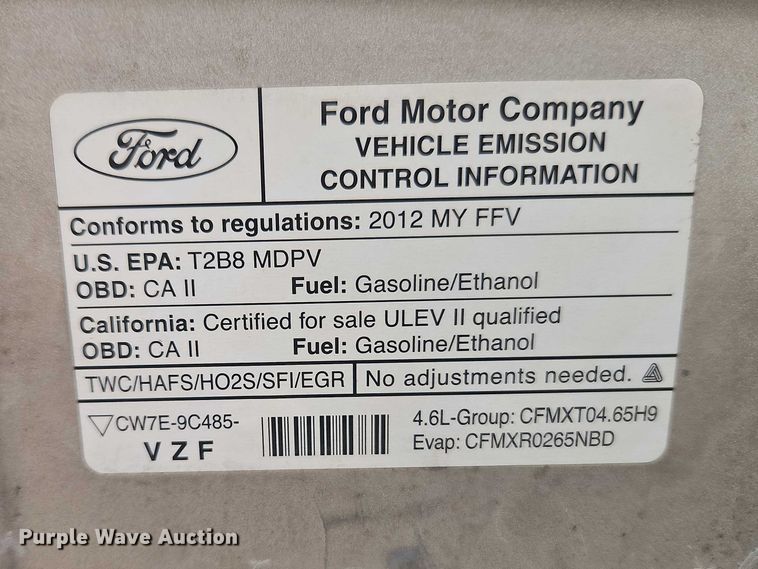 Ford
Ford Motor Company
VEHICLE EMISSION
CONTROL INFORMATION
Conforms to regulations: 2012 MY FFV
U.S. EPA: T2B8 MDPV
OBD: CA II Fuel: Gasoline/Ethanol
California: Certified for sale ULEV II qualified
OBD: CA II Fuel: Gasoline/Ethanol
TWC/HAFS/HO2S/SFI/EGR No adjustments needed.
CW7E-9C485-
VZF
4.6L-Group: CFMXT04.65H9
Evap: CFMXR0265NBD
Purple Wave Auction